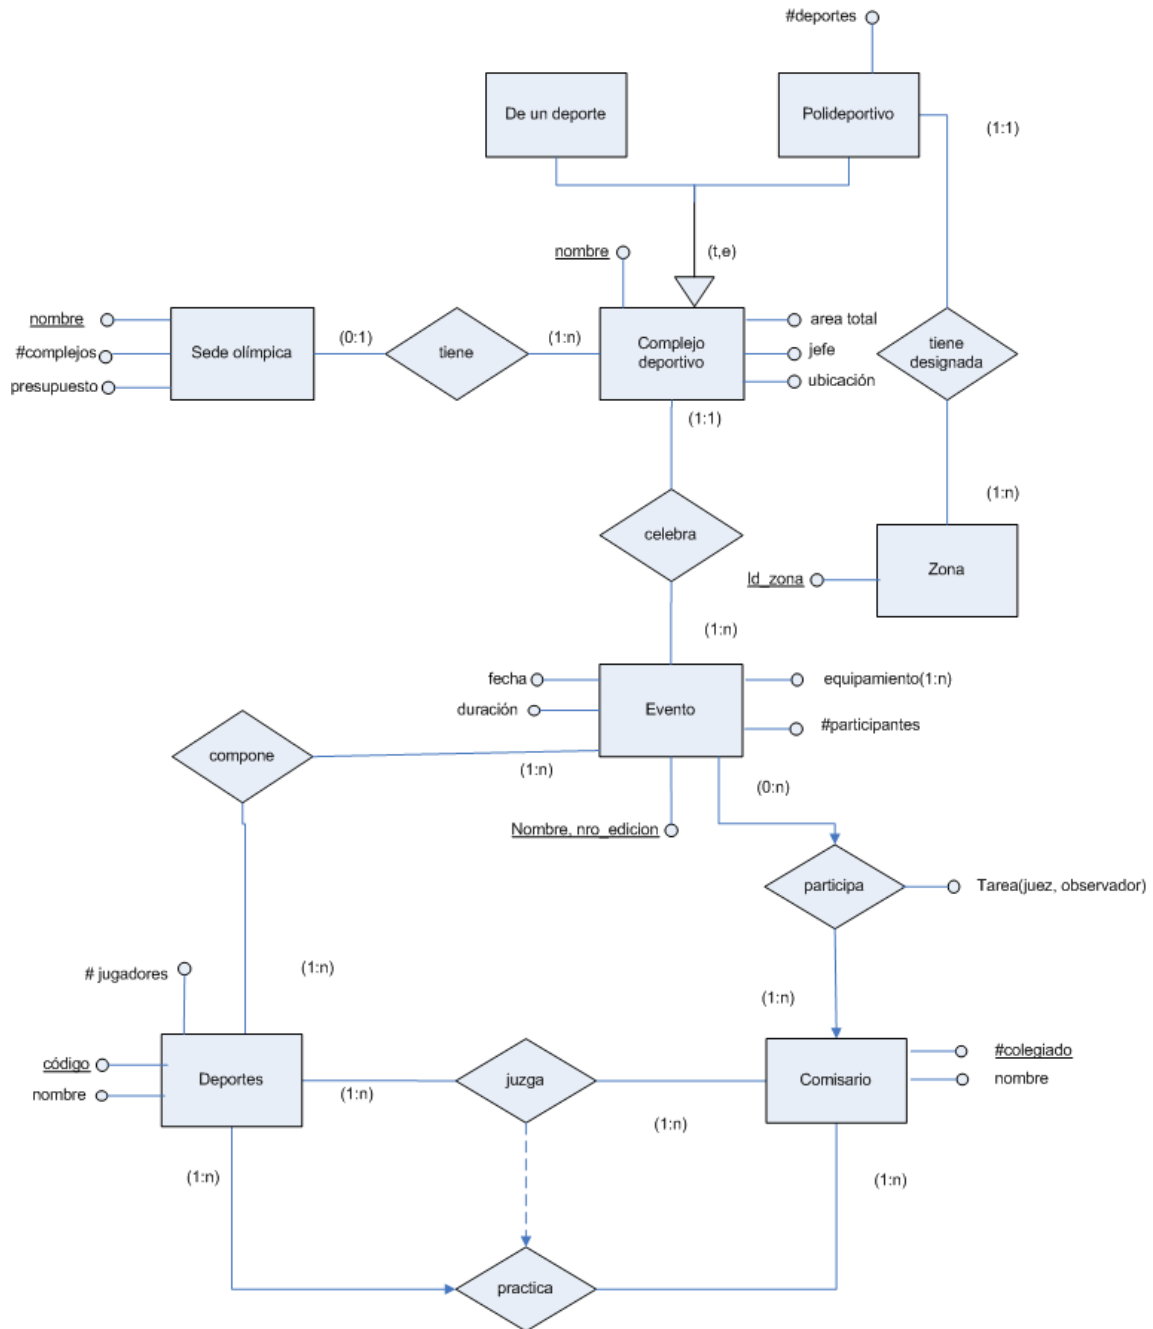 #deportes
De un deporte
Polideportivo
(1:1)
nombre
(t,e)
nombre
#complejos
presupuesto
Sede olímpica
(0:1)
tiene
(1:n)
Complejo
deportivo
area total
jefe
ubicación
tiene
designada
(1:1)
(1:n)
celebra
Id_zona
Zona
(1:n)
fecha
duración
Evento
equipamiento(1:n)
#participantes
compone
(1:n)
(0:n)
Nombre, nro_edicion
participa
Tarea(juez, observador)
# jugadores
(1:n)
(1:n)
código
nombre
Deportes
(1:n)
juzga
(1:n)
Comisario
#colegiado
nombre
(1:n)
(1:n)
practica